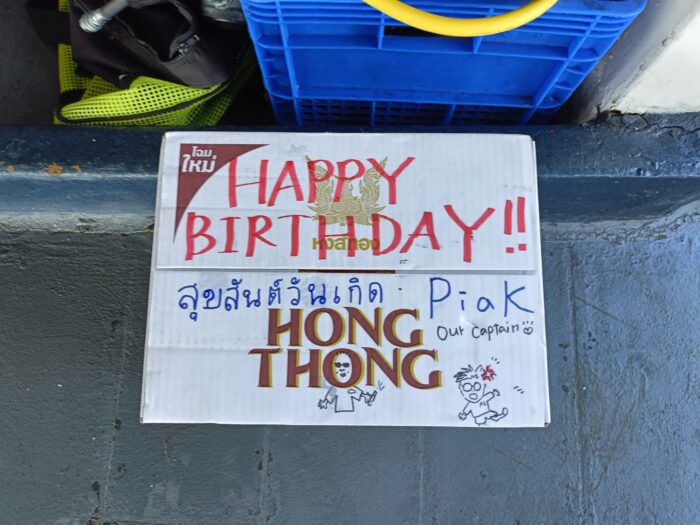 โฉม
ใหม่
HAPPY
BIRTHDAY!!
หงส์ทอง
สุขสันต์วันเกิด. Piak
Our Captain
HONG
THONG